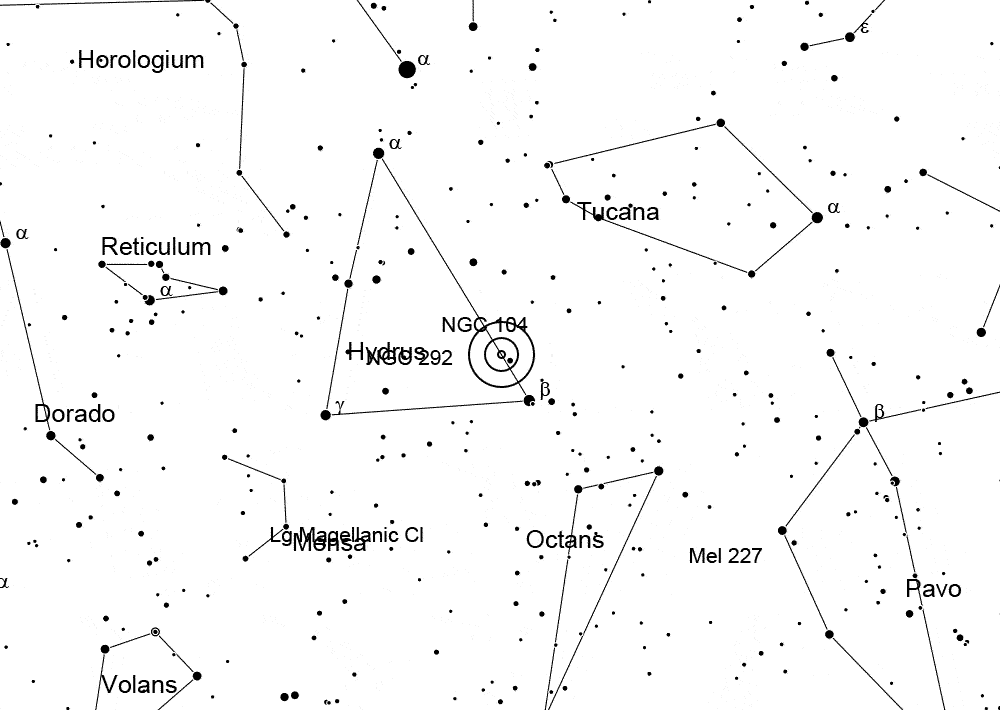 ε
Horologium
α
α
α
Tucana
α
Reticulum
α
NGC 104
Hydrus
NGC 292
β
γ
Dorado
β
Lg Magellanic Cl
Mensa
Octans
Mel 227
α
Pavo
Volans